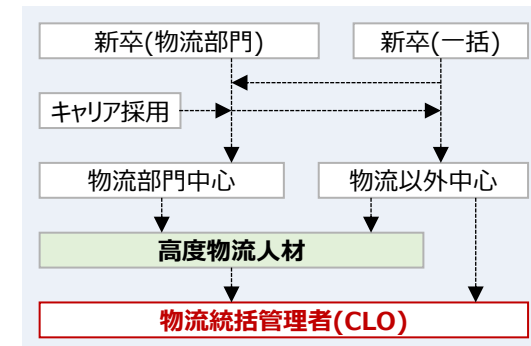 新卒(物流部門)
新卒(一括)
キャリア採用
物流部門中心
物流以外中心
高度物流人材
物流統括管理者(CLO)